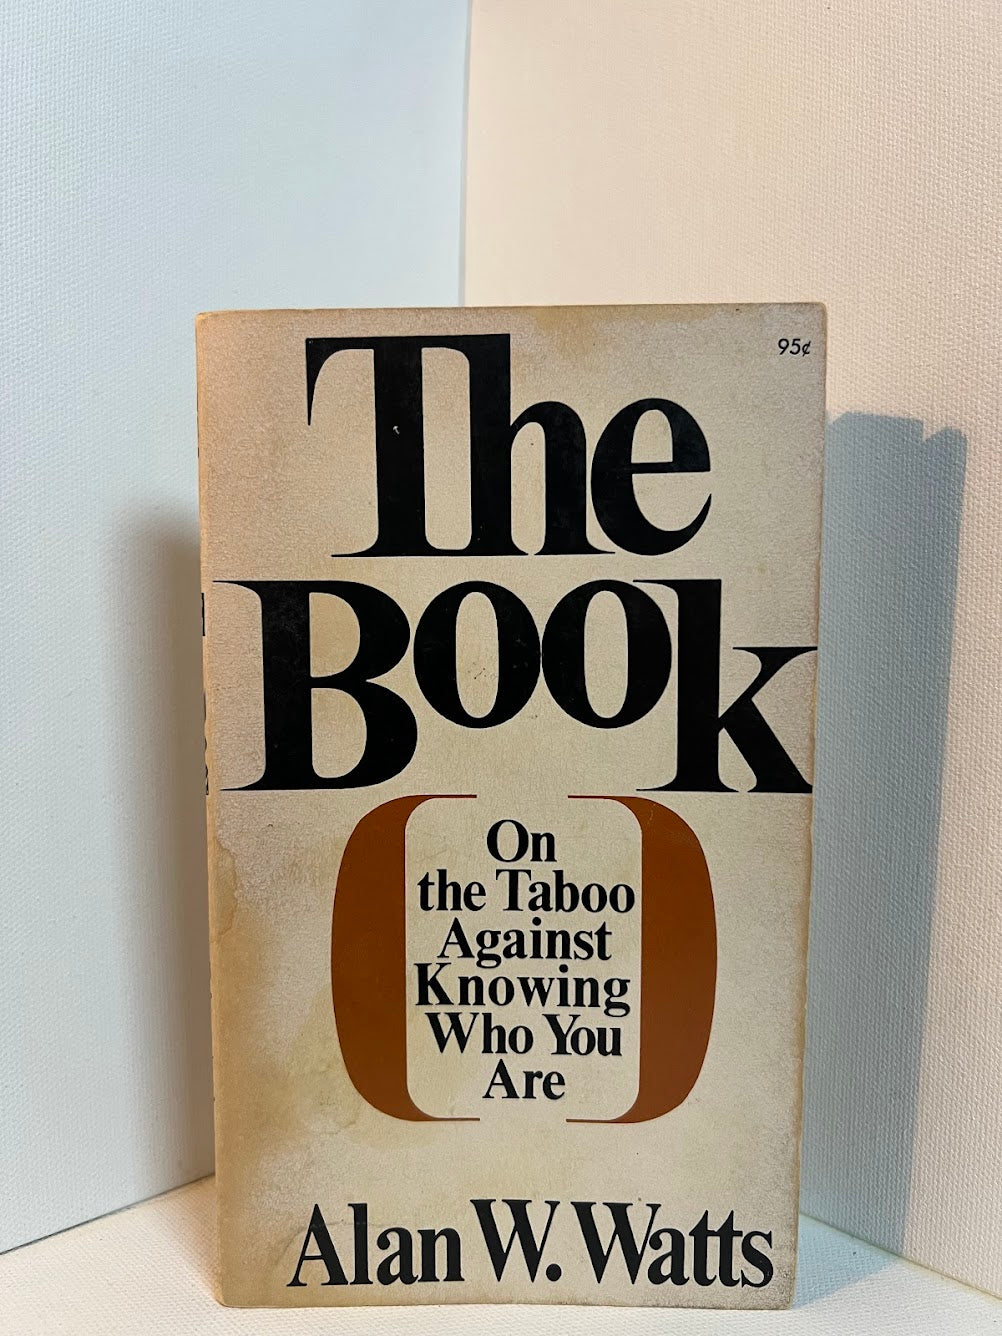 95¢
The
Book
On
the Taboo
Against
Knowing
Who You
Are
Alan W. Watts